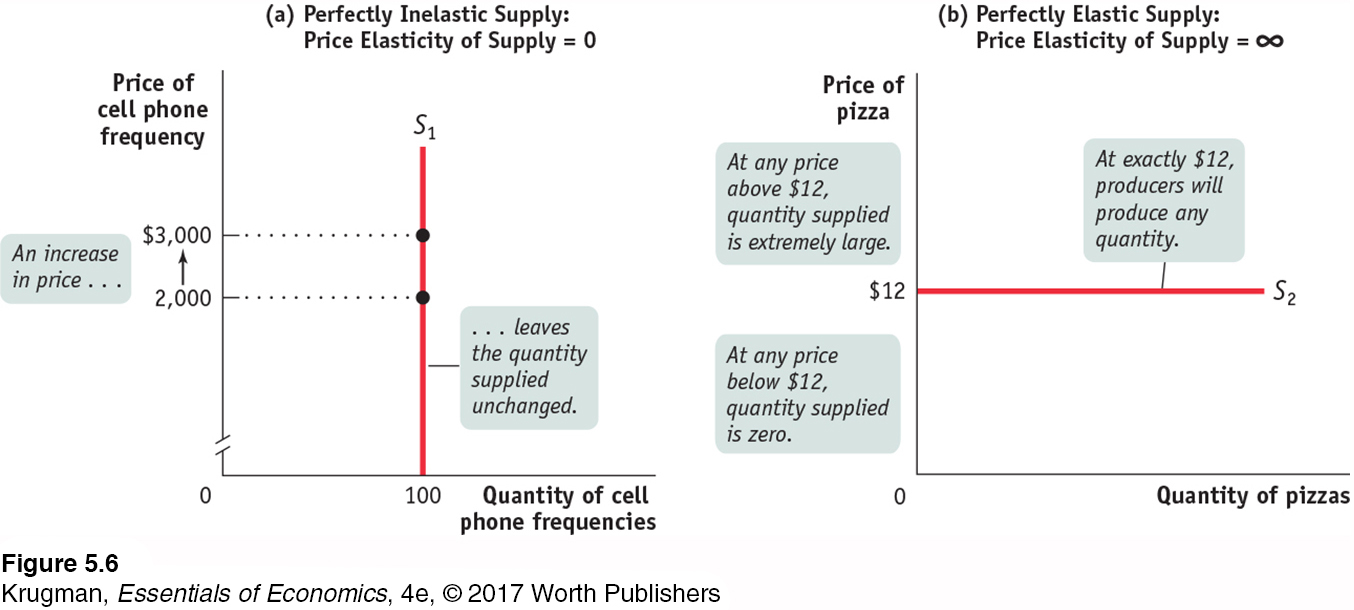 (a) Perfectly Inelastic Supply:
Price Elasticity of Supply = 0
Price of
cell phone
frequency
S1
$3,000
An increase
in price . . .
2,000
. . . leaves
the quantity
supplied
unchanged.
0
100
Quantity of cell
phone frequencies
(b) Perfectly Elastic Supply:
Price Elasticity of Supply = ∞
Price of
pizza
At any price
above $12,
quantity supplied
is extremely large.
At exactly $12,
producers will
produce any
quantity.
$12
S2
At any price
below $12,
quantity supplied
is zero.
0
Quantity of pizzas
Figure 5.6
Krugman, Essentials of Economics, 4e, © 2017 Worth Publishers